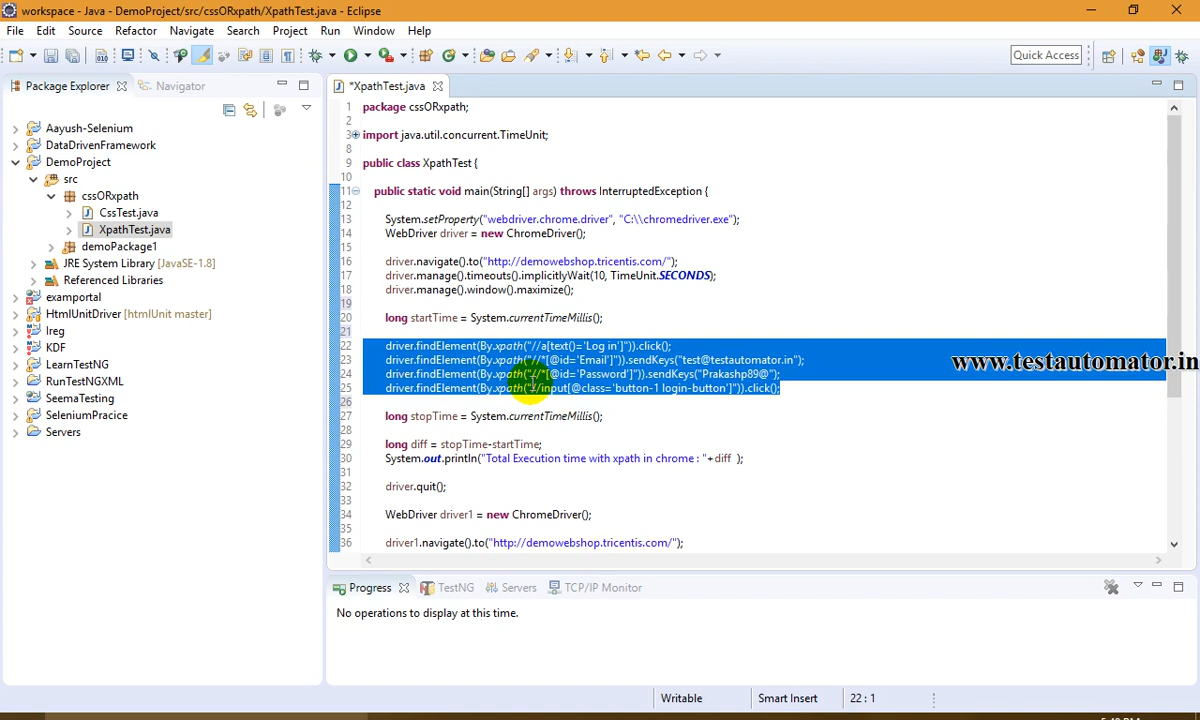 workspace - Java - DemoProject/src/cssORxpath/XpathTest.java - Eclipse
File Edit Source Refactor Navigate Search Project Run Window Help
Quick Access
Package Explorer Navigator
Aayush-Selenium
DataDrivenFramework
DemoProject
src
cssORxpath
CssTest.java
XpathTest.java
demoPackage1
JRE System Library [JavaSE-1.8]
Referenced Libraries
examportal
HtmlUnitDriver [htmlUnit master]
Ireg
KDF
LearnTestNG
RunTestNGXML
SeemaTesting
SeleniumPracice
Servers
*XpathTest.java
1 package cssORxpath;
2
3 import java.util.concurrent.TimeUnit;
8
9 public class XpathTest {
10
11 public static void main(String[] args) throws InterruptedException {
12
13 System.setProperty("webdriver.chrome.driver", "C:\\chromedriver.exe");
14 WebDriver driver = new ChromeDriver();
15
16 driver.navigate().to("http://demowebshop.tricentis.com/");
17 driver.manage().timeouts().implicitlyWait(10, TimeUnit.SECONDS);
18 driver.manage().window().maximize();
19
20 long startTime = System.currentTimeMillis();
21
22 driver.findElement(By.xpath("//a[text()='Log in']")).click();
23 driver.findElement(By.xpath("//*[@id='Email']")).sendKeys("test@testautomator.in");
24 driver.findElement(By.xpath("//*[@id='Password']")).sendKeys("Prakashp89@");
25 driver.findElement(By.xpath("//input[@class='button-1 login-button']")).click();
26
27 long stopTime = System.currentTimeMillis();
28
29 long diff = stopTime-startTime;
30 System.out.println("Total Execution time with xpath in chrome : "+diff );
31
32 driver.quit();
33
34 WebDriver driver1 = new ChromeDriver();
35
36 driver1.navigate().to("http://demowebshop.tricentis.com/");
www.testautomator.in
Progress TestNG Servers TCP/IP Monitor
No operations to display at this time.
Writable Smart Insert 22 : 1